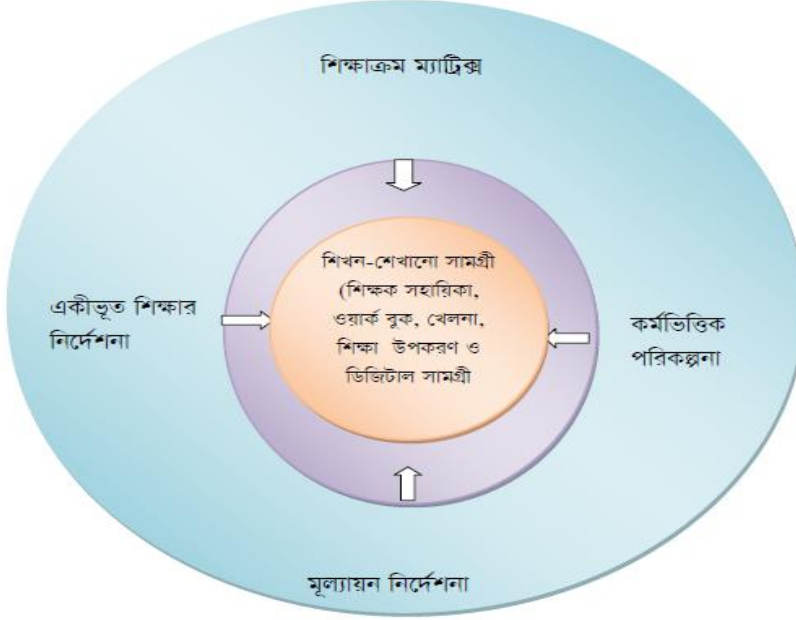 শিক্ষাক্রম ম্যাট্রিক্স
শিখন-শেখানো সামগ্রী
(শিক্ষক সহায়িকা,
ওয়ার্ক বুক, খেলনা,
শিক্ষা উপকরণ ও
ডিজিটাল সামগ্রী
একীভূত শিক্ষার
নির্দেশনা
কর্মভিত্তিক
পরিকল্পনা
মূল্যায়ন নির্দেশনা